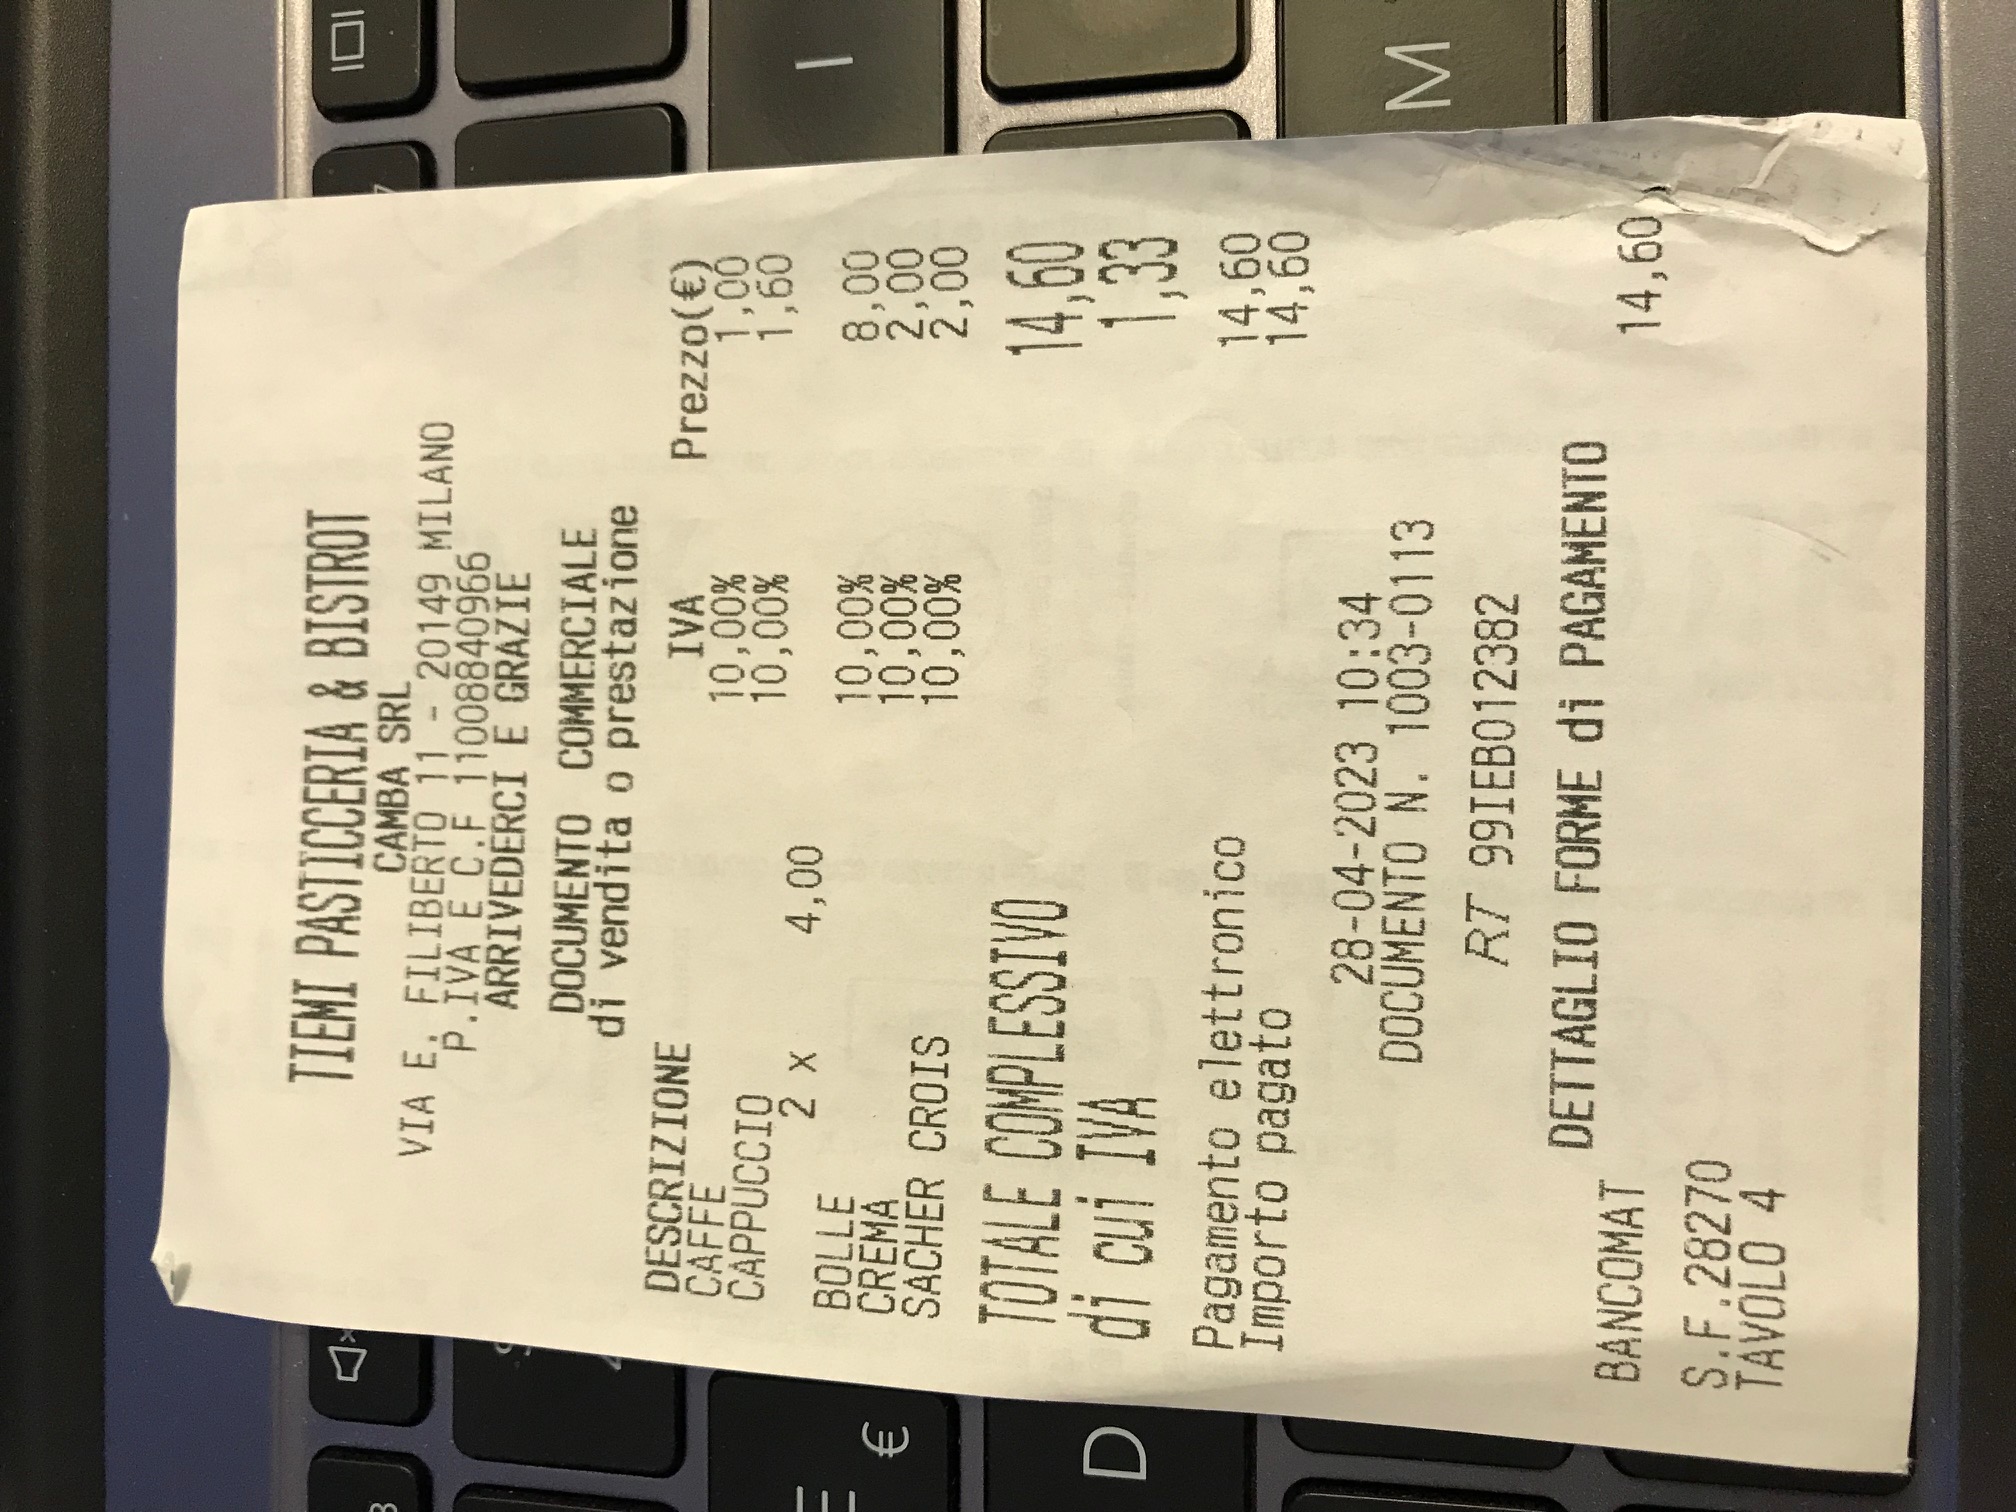 TIEMI PASTICCERIA & BISTROT
CAMBA SRL
VIA E. FILIBERTO 11 - 20149 MILANO
P.IVA E C.F 11008840966
ARRIVEDERCI E GRAZIE
DOCUMENTO COMMERCIALE
di vendita o prestazione
DESCRIZIONE IVA Prezzo(€)
CAFFE 10,00% 1,00
CAPPUCCIO 10,00% 1,60
2 x 4,00
BOLLE 10,00% 8,00
CREMA 10,00% 2,00
SACHER CROIS 10,00% 2,00
TOTALE COMPLESSIVO 14,60
di cui IVA 1,33
Pagamento elettronico 14,60
Importo pagato 14,60
28-04-2023 10:34
DOCUMENTO N. 1003-0113
RT 99IEB012382
DETTAGLIO FORME di PAGAMENTO
BANCOMAT 14,60
S.F.28270
TAVOLO 4
M
D
€